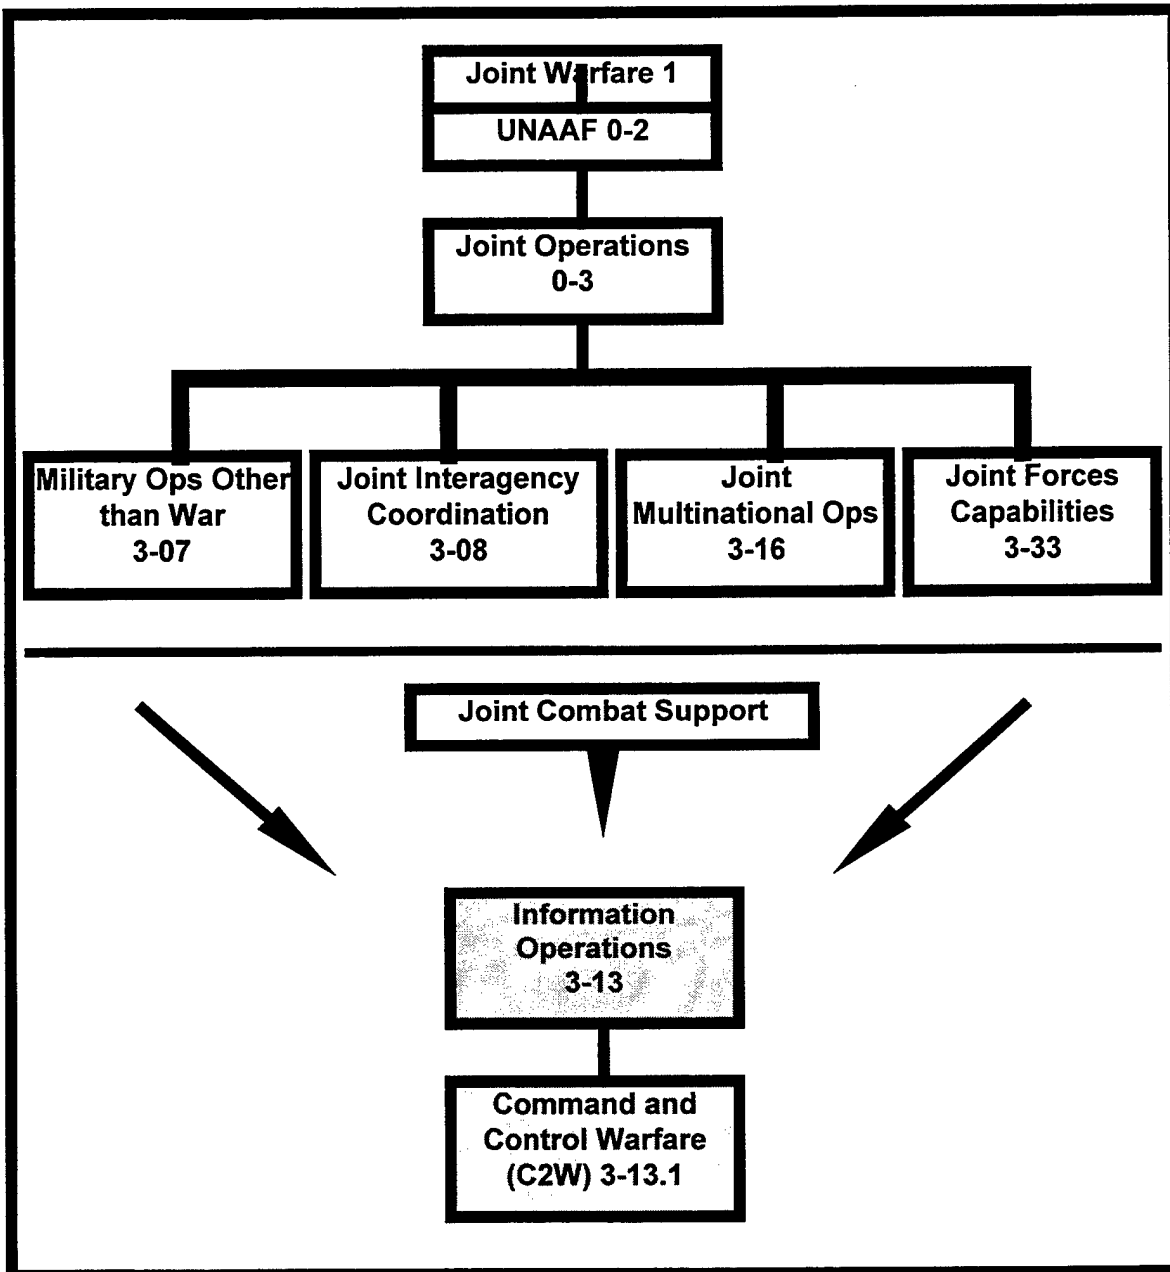 Joint Warfare 1
UNAAF 0-2
Joint Operations
0-3
Military Ops Other
than War
3-07
Joint Interagency
Coordination
3-08
Joint
Multinational Ops
3-16
Joint Forces
Capabilities
3-33
Joint Combat Support
Information
Operations
3-13
Command and
Control Warfare
(C2W) 3-13.1